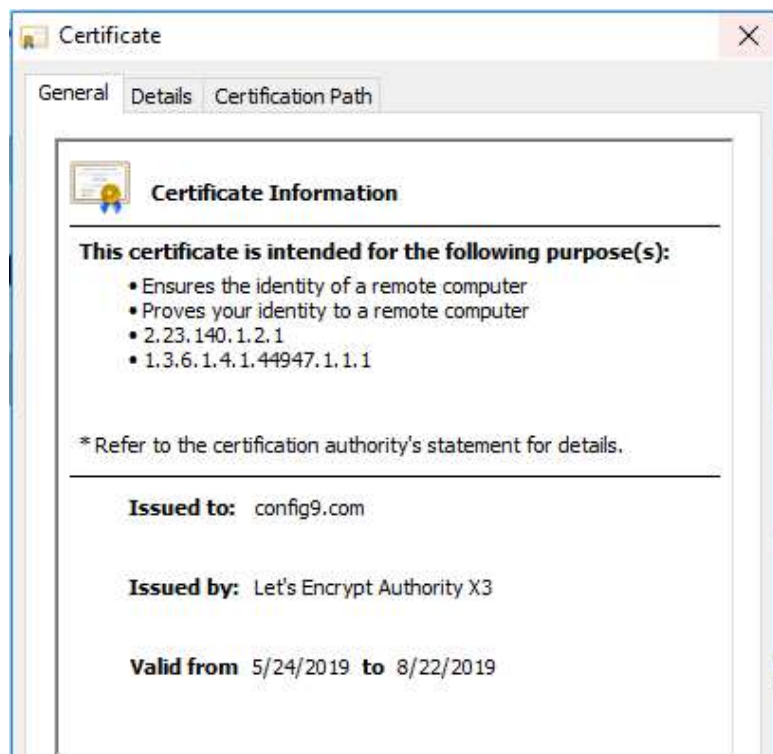 Certificate
General Details Certification Path
Certificate Information
This certificate is intended for the following purpose(s):
• Ensures the identity of a remote computer
• Proves your identity to a remote computer
• 2.23.140.1.2.1
• 1.3.6.1.4.1.44947.1.1.1
* Refer to the certification authority's statement for details.
Issued to: config9.com
Issued by: Let's Encrypt Authority X3
Valid from 5/24/2019 to 8/22/2019